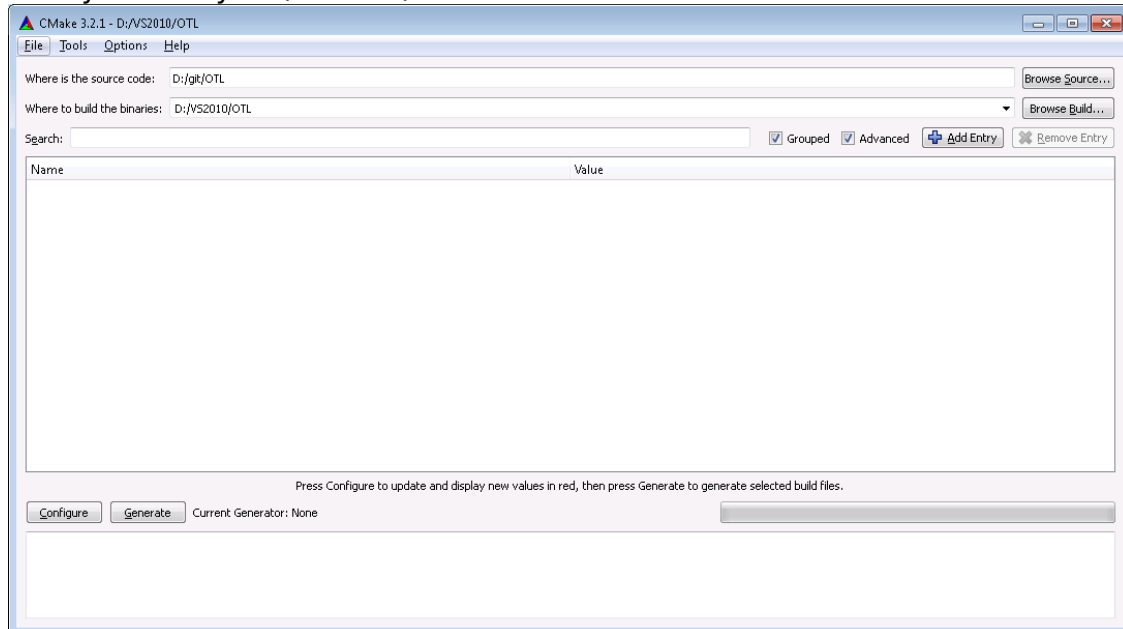 CMake 3.2.1 - D:/VS2010/OTL
File Tools Options Help
Where is the source code: D:/git/OTL Browse Source...
Where to build the binaries: D:/VS2010/OTL Browse Build...
Search: Grouped Advanced Add Entry Remove Entry
Name Value
Press Configure to update and display new values in red, then press Generate to generate selected build files.
Configure Generate Current Generator: None